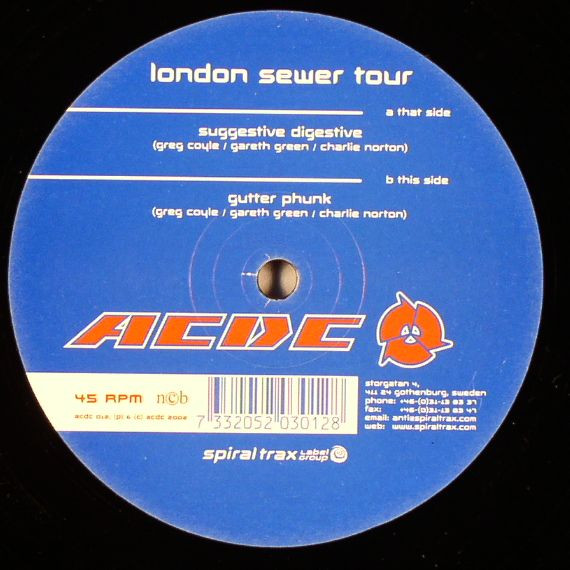 london sewer tour
a that side
suggestive digestive
(greg coyle / gareth green / charlie norton)
b this side
gutter phunk
(greg coyle / gareth green / charlie norton)
ACDC
45 RPM n©b
acdc 012. (p) & (c) acdc 2002
7 332052 030128
storgatan 4,
411 24 gothenburg, sweden
phone: +46-(0)31-13 83 37
fax: +46-(0)31-13 83 47
email: anti@spiraltrax.com
web: www.spiraltrax.com
spiral trax Label Group